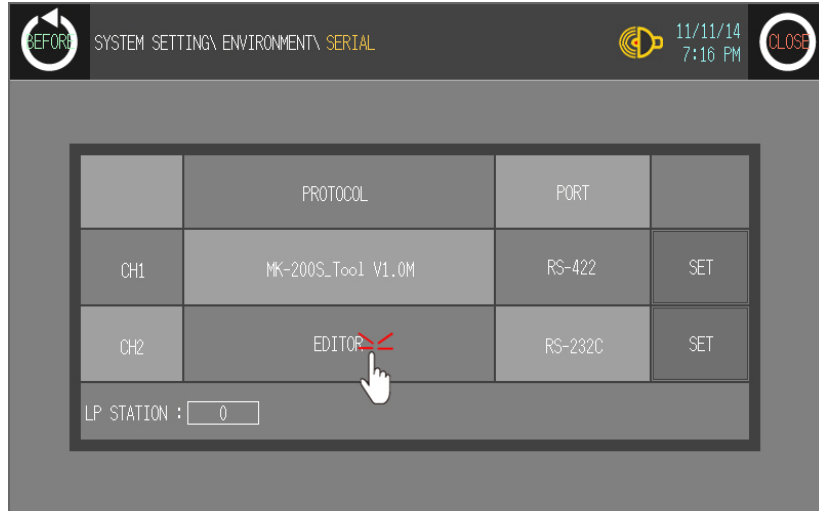 BEFORE SYSTEM SETTING\ ENVIRONMENT\ SERIAL 11/11/14 CLOSE
7:16 PM
PROTOCOL PORT
CH1 MK-200S_Tool V1.0M RS-422 SET
CH2 EDITOR RS-232C SET
LP STATION : 0